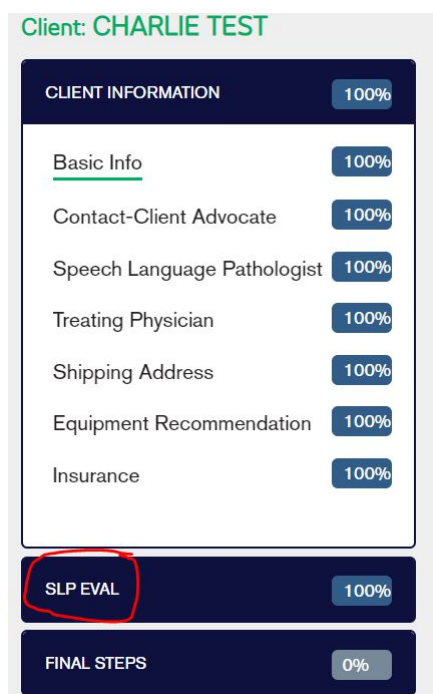 Client: CHARLIE TEST
CLIENT INFORMATION 100%
Basic Info 100%
Contact-Client Advocate 100%
Speech Language Pathologist 100%
Treating Physician 100%
Shipping Address 100%
Equipment Recommendation 100%
Insurance 100%
SLP EVAL 100%
FINAL STEPS 0%